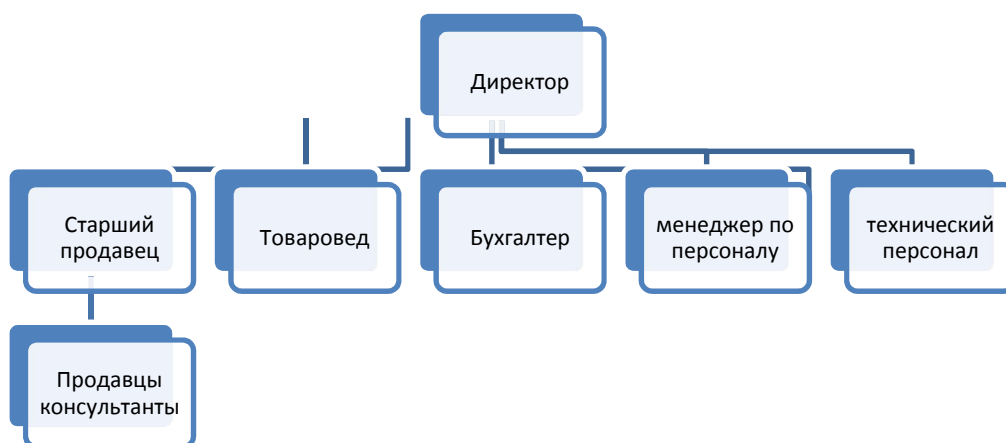 Директор
Старший
продавец
Товаровед
Бухгалтер
менеджер по
персоналу
технический
персонал
Продавцы
консультанты